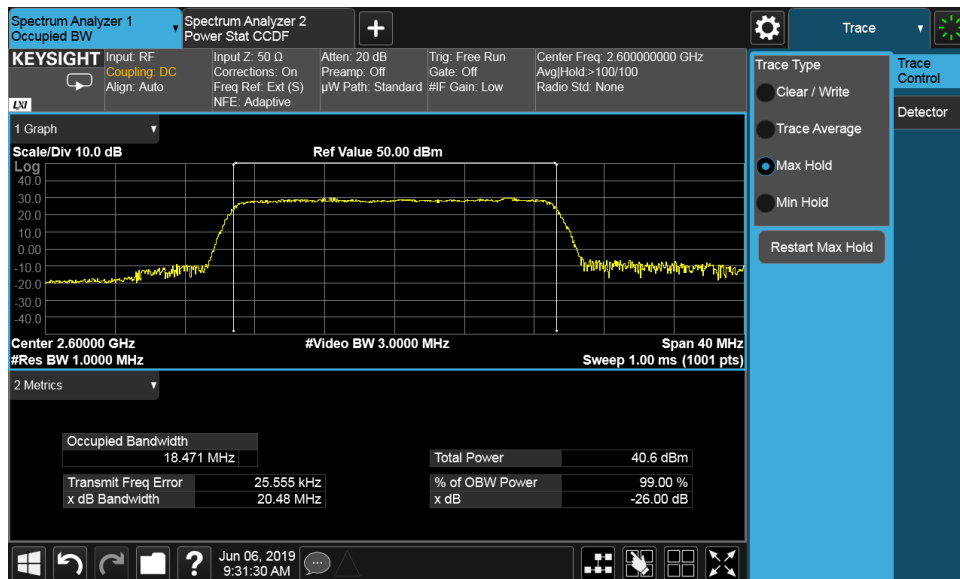 Spectrum Analyzer 1
Occupied BW
Spectrum Analyzer 2
Power Stat CCDF
Trace
KEYSIGHT
LXI
Input: RF
Coupling: DC
Align: Auto
Input Z: 50 Ω
Corrections: On
Freq Ref: Ext (S)
NFE: Adaptive
Atten: 20 dB
Preamp: Off
µW Path: Standard
Trig: Free Run
Gate: Off
#IF Gain: Low
Center Freq: 2.600000000 GHz
Avg|Hold:>100/100
Radio Std: None
Trace Type
Clear / Write
Trace Average
Max Hold
Min Hold
Restart Max Hold
Trace
Control
Detector
1 Graph
Scale/Div 10.0 dB
Ref Value 50.00 dBm
Log
40.0
30.0
20.0
10.0
0.00
-10.0
-20.0
-30.0
-40.0
Center 2.60000 GHz
#Video BW 3.0000 MHz
Span 40 MHz
#Res BW 1.0000 MHz
Sweep 1.00 ms (1001 pts)
2 Metrics
Occupied Bandwidth
18.471 MHz
Total Power 40.6 dBm
Transmit Freq Error 25.555 kHz
% of OBW Power 99.00 %
x dB Bandwidth 20.48 MHz
x dB -26.00 dB
?
Jun 06, 2019
9:31:30 AM